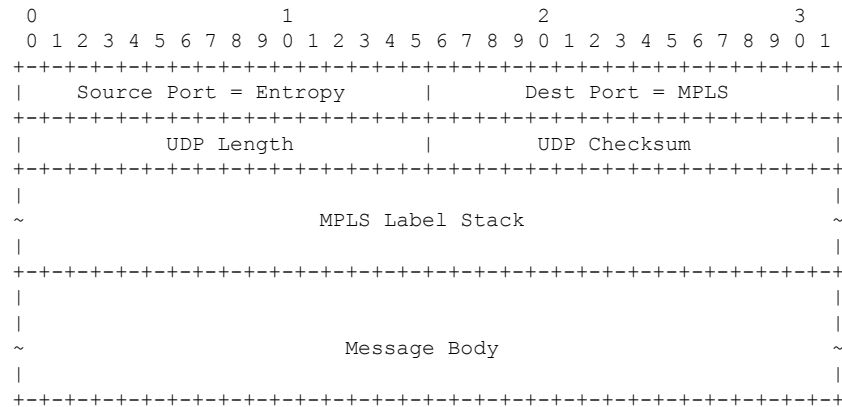 0                   1                   2                   3
 0 1 2 3 4 5 6 7 8 9 0 1 2 3 4 5 6 7 8 9 0 1 2 3 4 5 6 7 8 9 0 1
+-+-+-+-+-+-+-+-+-+-+-+-+-+-+-+-+-+-+-+-+-+-+-+-+-+-+-+-+-+-+-+-+
|    Source Port = Entropy      |       Dest Port = MPLS        |
+-+-+-+-+-+-+-+-+-+-+-+-+-+-+-+-+-+-+-+-+-+-+-+-+-+-+-+-+-+-+-+-+
|           UDP Length          |        UDP Checksum           |
+-+-+-+-+-+-+-+-+-+-+-+-+-+-+-+-+-+-+-+-+-+-+-+-+-+-+-+-+-+-+-+-+
|                                                               |
~                       MPLS Label Stack                        ~
|                                                               |
+-+-+-+-+-+-+-+-+-+-+-+-+-+-+-+-+-+-+-+-+-+-+-+-+-+-+-+-+-+-+-+-+
|                                                               |
|                                                               |
~                         Message Body                          ~
|                                                               |
+-+-+-+-+-+-+-+-+-+-+-+-+-+-+-+-+-+-+-+-+-+-+-+-+-+-+-+-+-+-+-+-+